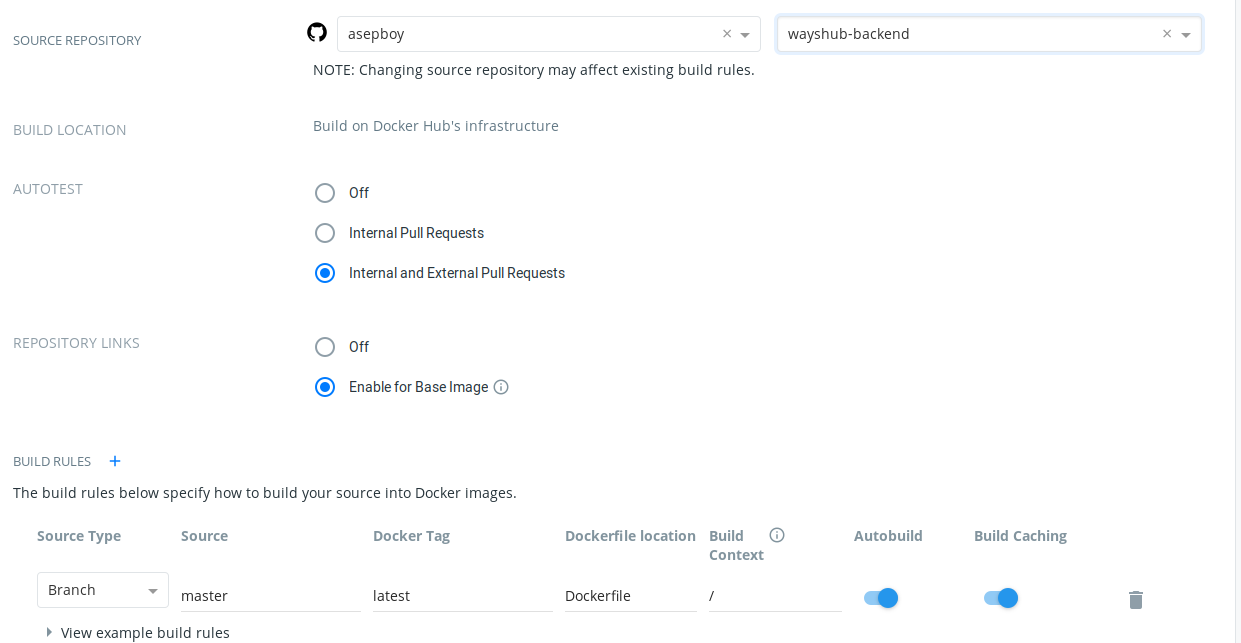 SOURCE REPOSITORY
asepboy ×
wayshub-backend ×
NOTE: Changing source repository may affect existing build rules.
BUILD LOCATION
Build on Docker Hub's infrastructure
AUTOTEST
Off
Internal Pull Requests
Internal and External Pull Requests
REPOSITORY LINKS
Off
Enable for Base Image
BUILD RULES +
The build rules below specify how to build your source into Docker images.
Source Type Source Docker Tag Dockerfile location Build Context Autobuild Build Caching
Branch master latest Dockerfile /
View example build rules